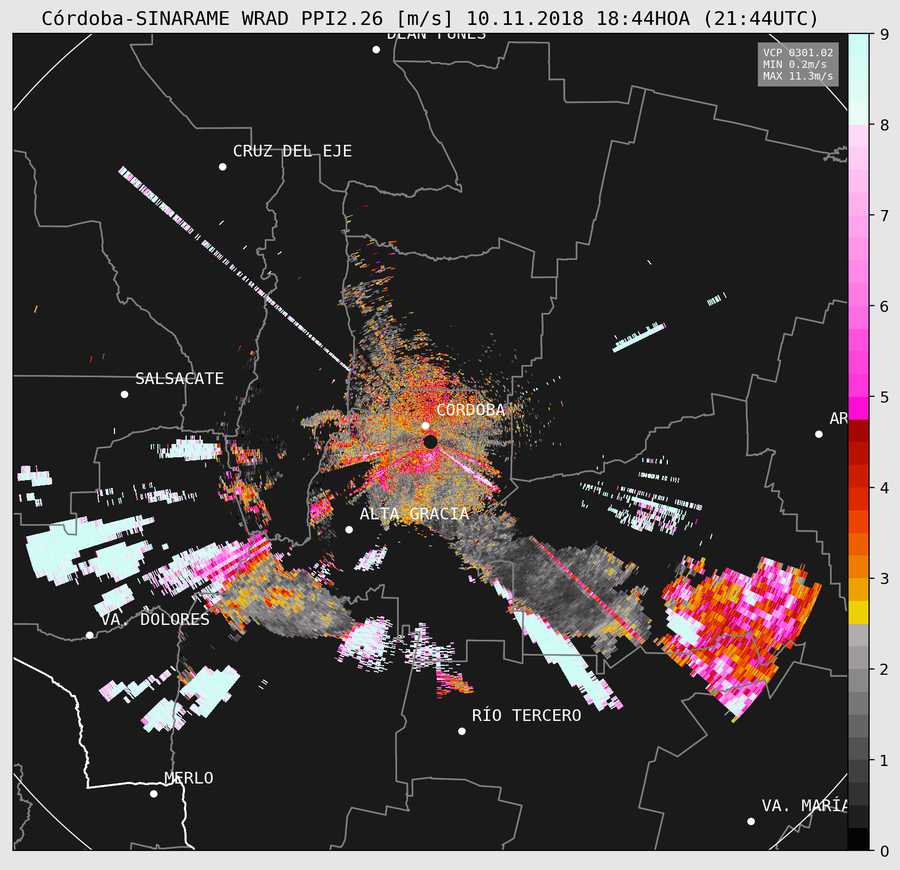 Córdoba-SINARAME WRAD PPI2.26 [m/s] 10.11.2018 18:44HOA (21:44UTC)
DEAN FUNES
VCP 0301.02
MIN 0.2m/s
MAX 11.3m/s
CRUZ DEL EJE
SALSACATE
CORDOBA
AR
ALTA GRACIA
VA. DOLORES
RÍO TERCERO
MERLO
VA. MARÍA
9
8
7
6
5
4
3
2
1
0